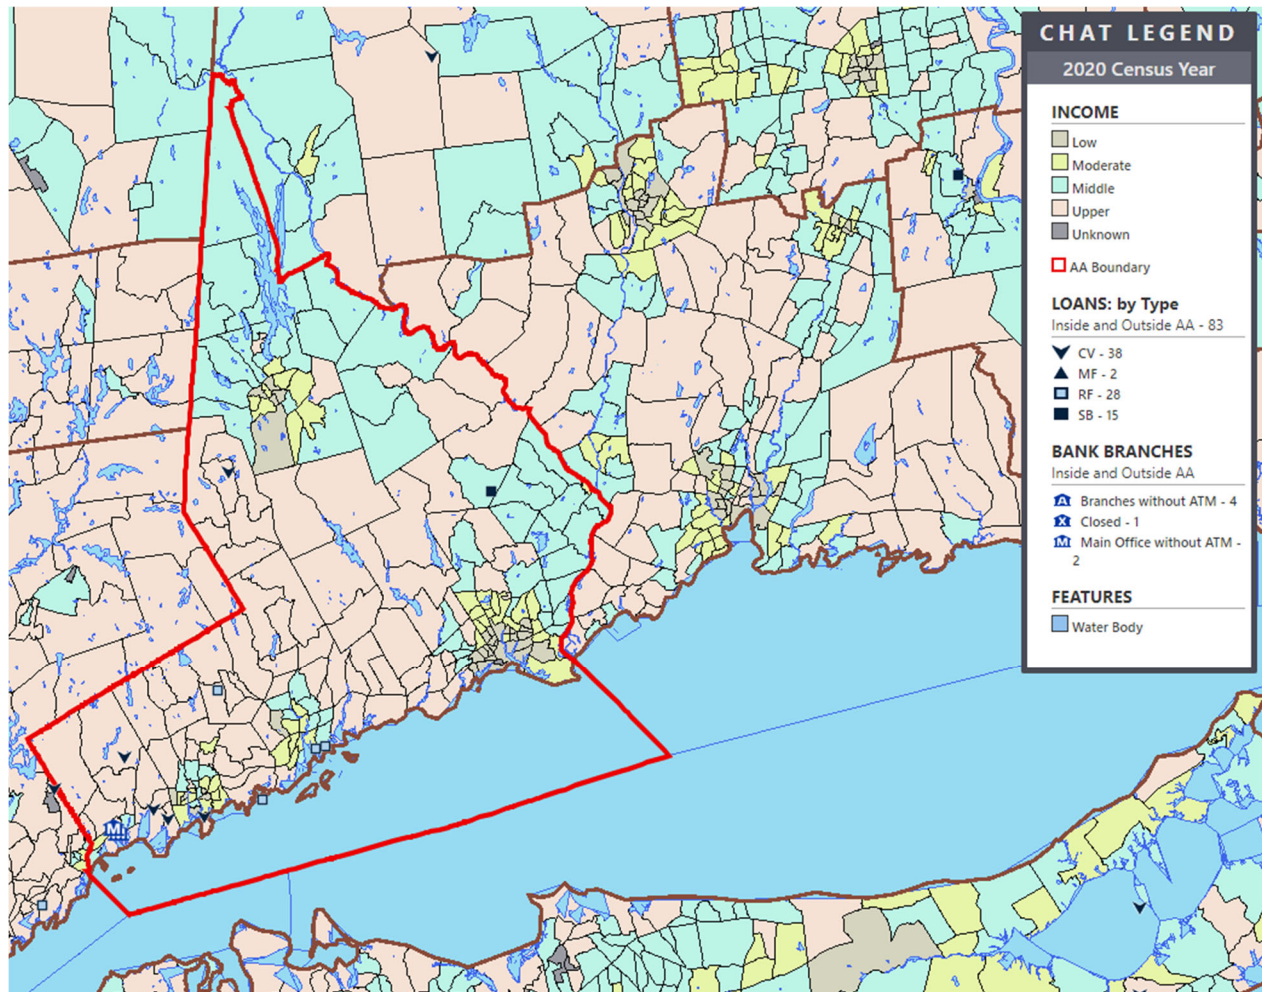 CHAT LEGEND
2020 Census Year
INCOME
Low
Moderate
Middle
Upper
Unknown
AA Boundary
LOANS: by Type
Inside and Outside AA - 83
CV - 38
MF - 2
RF - 28
SB - 15
BANK BRANCHES
Inside and Outside AA
A Branches without ATM - 4
X Closed - 1
M Main Office without ATM -
2
FEATURES
Water Body
M